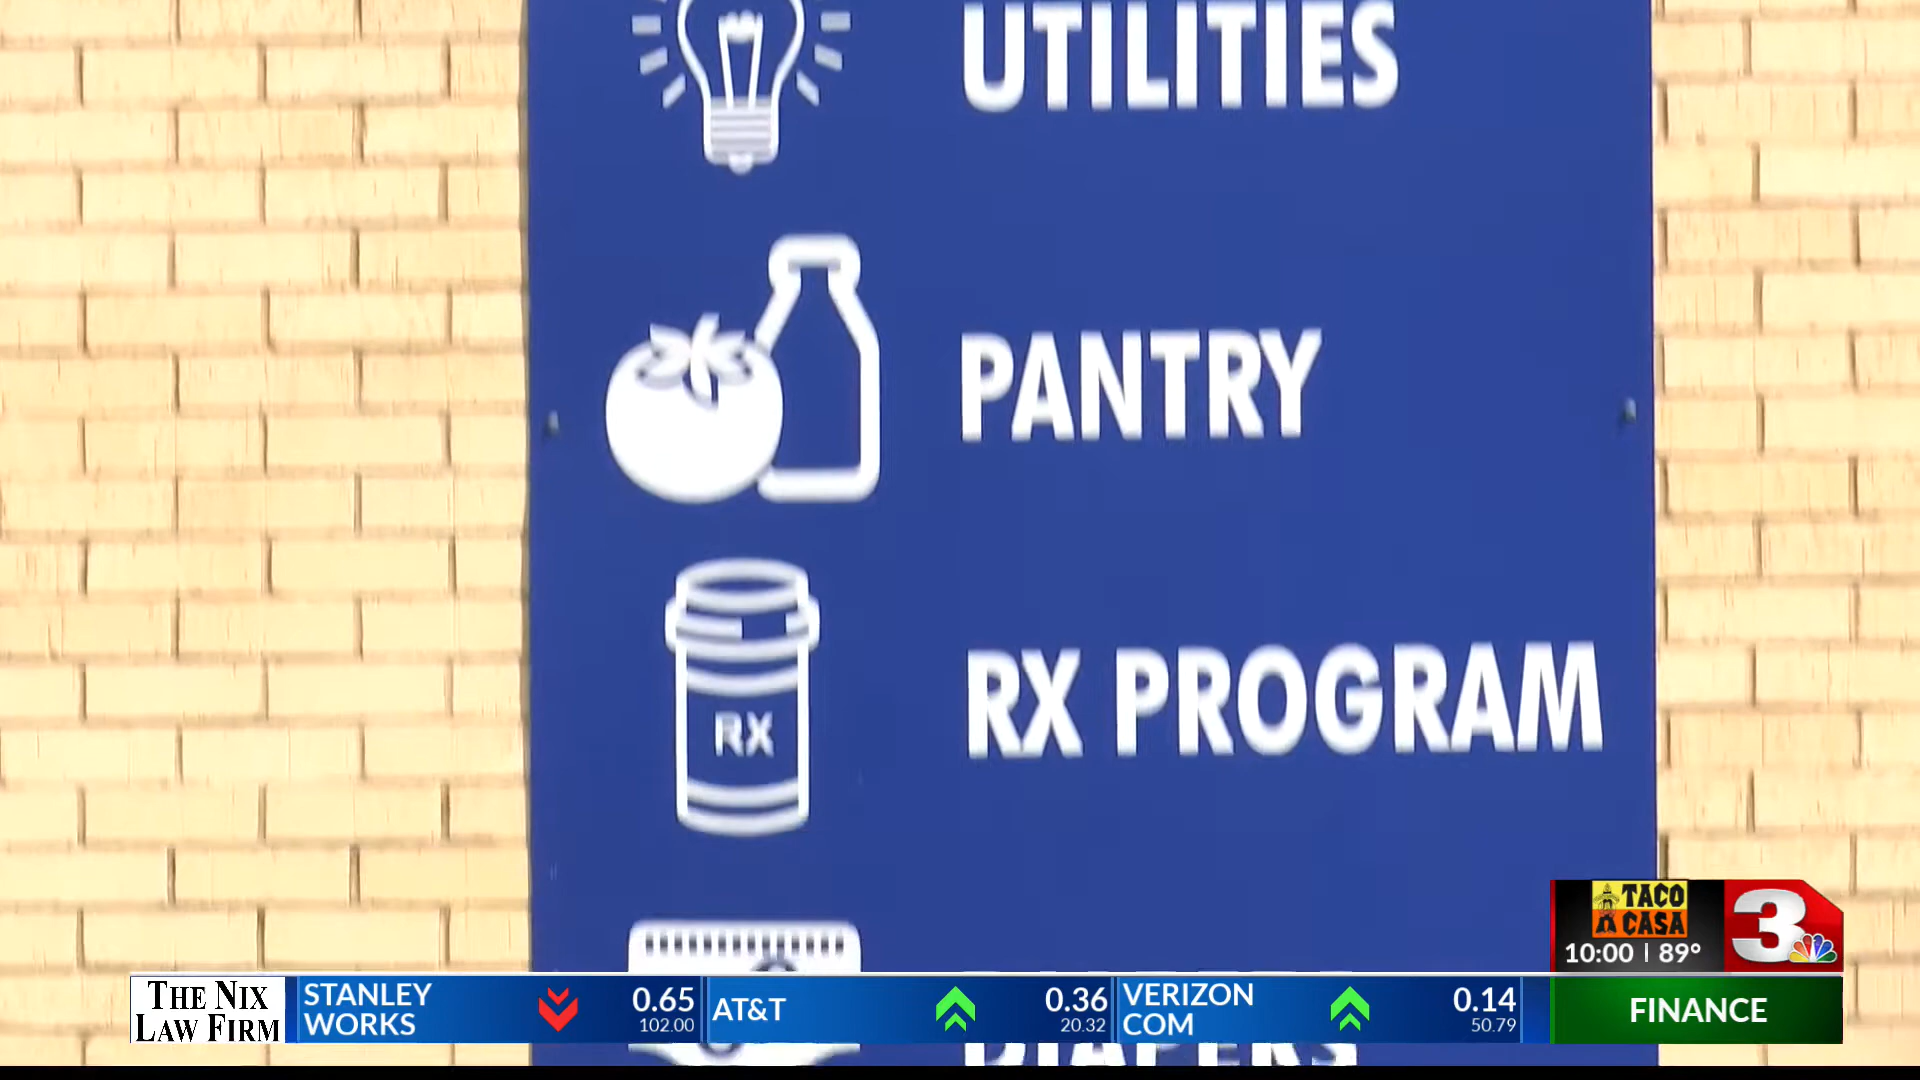 UTILITIES
PANTRY
RX PROGRAM
RX
DIAPERS
TACO
CASA
10:00 | 89°
3
THE NIX
LAW FIRM
STANLEY
WORKS
0.65
102.00
AT&T
0.36
20.32
VERIZON
COM
0.14
50.79
FINANCE